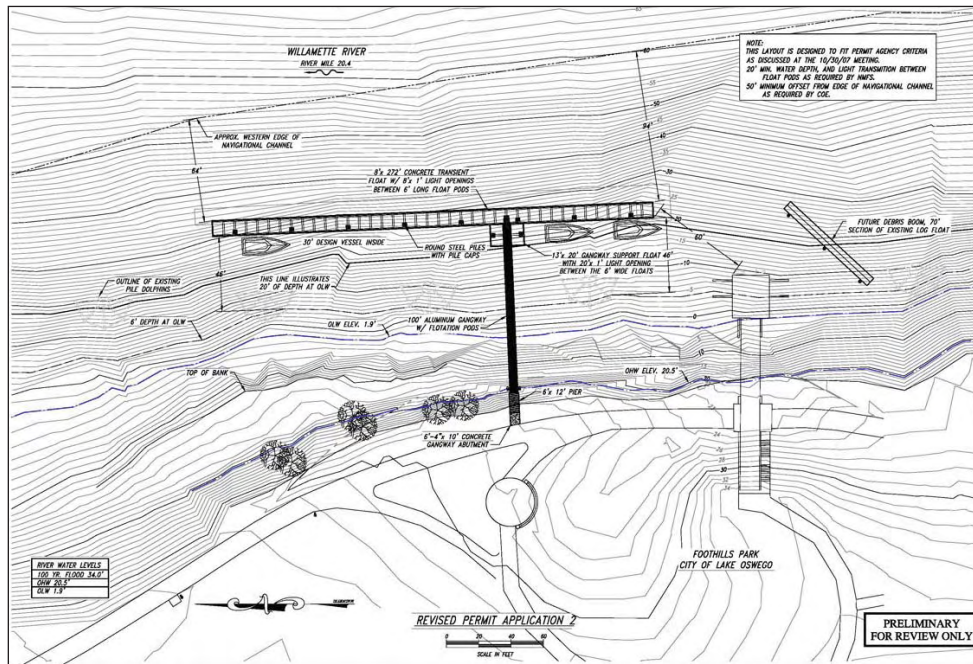 WILLAMETTE RIVER
RIVER MILE 20.4
NOTE:
THIS LAYOUT IS DESIGNED TO FIT PERMIT AGENCY CRITERIA
AS DISCUSSED AT THE 10/30/07 MEETING.
20' MIN. WATER DEPTH, AND LIGHT TRANSMITION BETWEEN
FLOAT PODS AS REQUIRED BY NMFS.
50' MINIMUM OFFSET FROM EDGE OF NAVIGATIONAL CHANNEL
AS REQUIRED BY COE.
APPROX. WESTERN EDGE OF
NAVIGATIONAL CHANNEL
64'
94'
8'x 272' CONCRETE TRANSIENT
FLOAT W/ 8'x 1' LIGHT OPENINGS
BETWEEN 6' LONG FLOAT PODS
FUTURE DEBRIS BOOM, 70'
SECTION OF EXISTING LOG FLOAT
60'
30' DESIGN VESSEL INSIDE
ROUND STEEL PILES
WITH PILE CAPS
13'x 20' GANGWAY SUPPORT FLOAT
WITH 20'x 1' LIGHT OPENING
BETWEEN THE 6' WIDE FLOATS
46'
46'
OUTLINE OF EXISTING
PILE DOLPHINS
THIS LINE ILLUSTRATES
20' OF DEPTH AT OLW
6' DEPTH AT OLW
OLW ELEV. 1.9'
100' ALUMINUM GANGWAY
W/ FLOTATION PODS
TOP OF BANK
OHW ELEV. 20.5'
6'x 12' PIER
6'-4"x 10' CONCRETE
GANGWAY ABUTMENT
FOOTHILLS PARK
CITY OF LAKE OSWEGO
RIVER WATER LEVELS
100 YR. FLOOD 34.0'
OHW 20.5'
OLW 1.9'
REVISED PERMIT APPLICATION 2
0 20 40 60
SCALE IN FEET
PRELIMINARY
FOR REVIEW ONLY